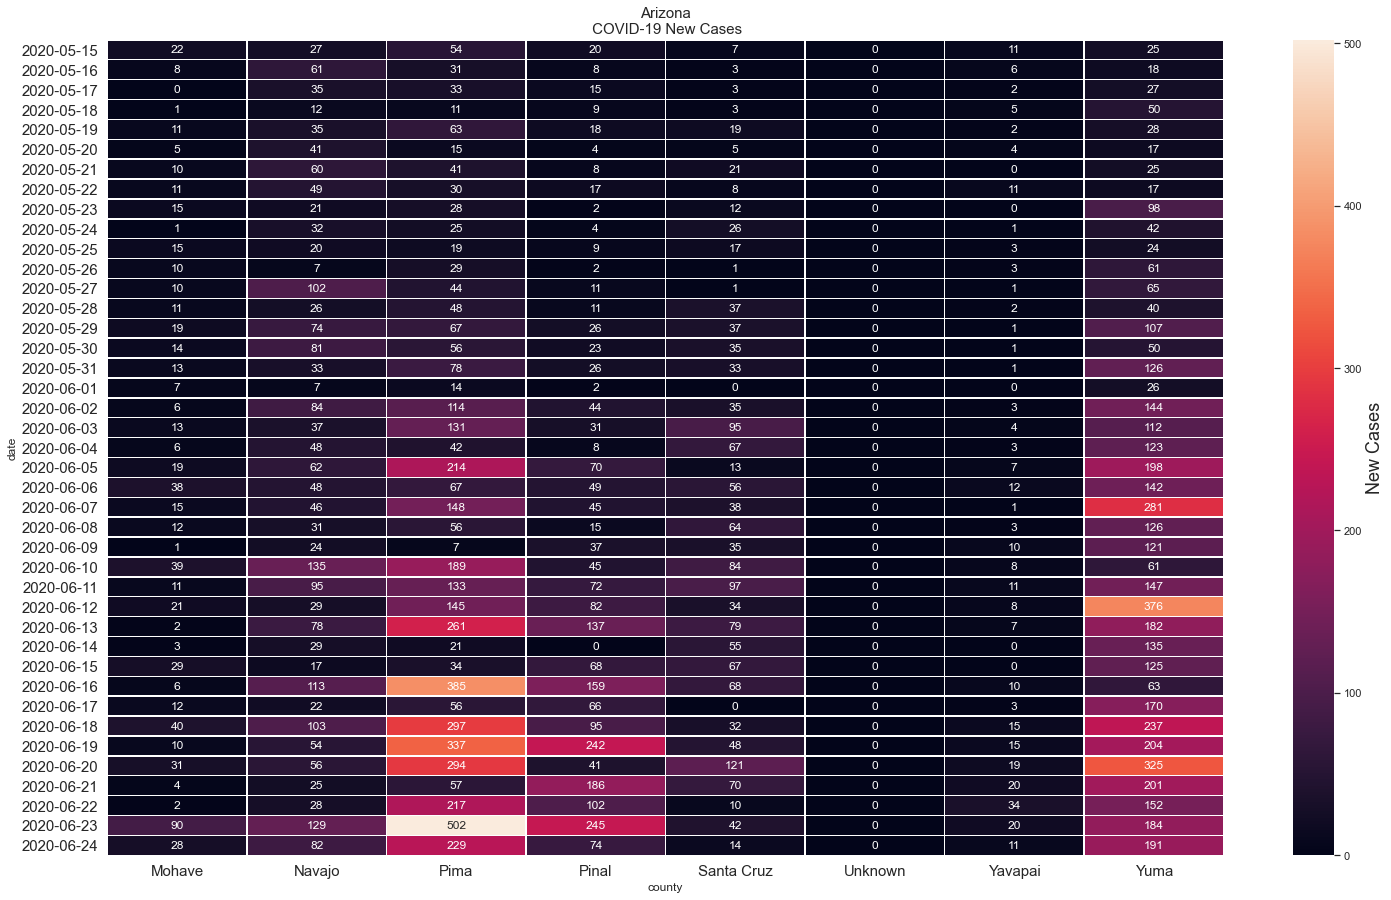 Arizona
COVID-19 New Cases
2020-05-15 22 27 54 20 7 0 11 25
2020-05-16 8 61 31 8 3 0 6 18
2020-05-17 0 35 33 15 3 0 2 27
2020-05-18 1 12 11 9 3 0 5 50
2020-05-19 11 35 63 18 19 0 2 28
2020-05-20 5 41 15 4 5 0 4 17
2020-05-21 10 60 41 8 21 0 0 25
2020-05-22 11 49 30 17 8 0 11 17
2020-05-23 15 21 28 2 12 0 0 98
2020-05-24 1 32 25 4 26 0 1 42
2020-05-25 15 20 19 9 17 0 3 24
2020-05-26 10 7 29 2 1 0 3 61
2020-05-27 10 102 44 11 1 0 1 65
2020-05-28 11 26 48 11 37 0 2 40
2020-05-29 19 74 67 26 37 0 1 107
2020-05-30 14 81 56 23 35 0 1 50
2020-05-31 13 33 78 26 33 0 1 126
2020-06-01 7 7 14 2 0 0 0 26
2020-06-02 6 84 114 44 35 0 3 144
2020-06-03 13 37 131 31 95 0 4 112
2020-06-04 6 48 42 8 67 0 3 123
2020-06-05 19 62 214 70 13 0 7 198
2020-06-06 38 48 67 49 56 0 12 142
2020-06-07 15 46 148 45 38 0 1 281
2020-06-08 12 31 56 15 64 0 3 126
2020-06-09 1 24 7 37 35 0 10 121
2020-06-10 39 135 189 45 84 0 8 61
2020-06-11 11 95 133 72 97 0 11 147
2020-06-12 21 29 145 82 34 0 8 376
2020-06-13 2 78 261 137 79 0 7 182
2020-06-14 3 29 21 0 55 0 0 135
2020-06-15 29 17 34 68 67 0 0 125
2020-06-16 6 113 385 159 68 0 10 63
2020-06-17 12 22 56 66 0 0 3 170
2020-06-18 40 103 297 95 32 0 15 237
2020-06-19 10 54 337 242 48 0 15 204
2020-06-20 31 56 294 41 121 0 19 325
2020-06-21 4 25 57 186 70 0 20 201
2020-06-22 2 28 217 102 10 0 34 152
2020-06-23 90 129 502 245 42 0 20 184
2020-06-24 28 82 229 74 14 0 11 191
Mohave Navajo Pima Pinal Santa Cruz Unknown Yavapai Yuma
county
date
500
400
300
200
100
0
New Cases